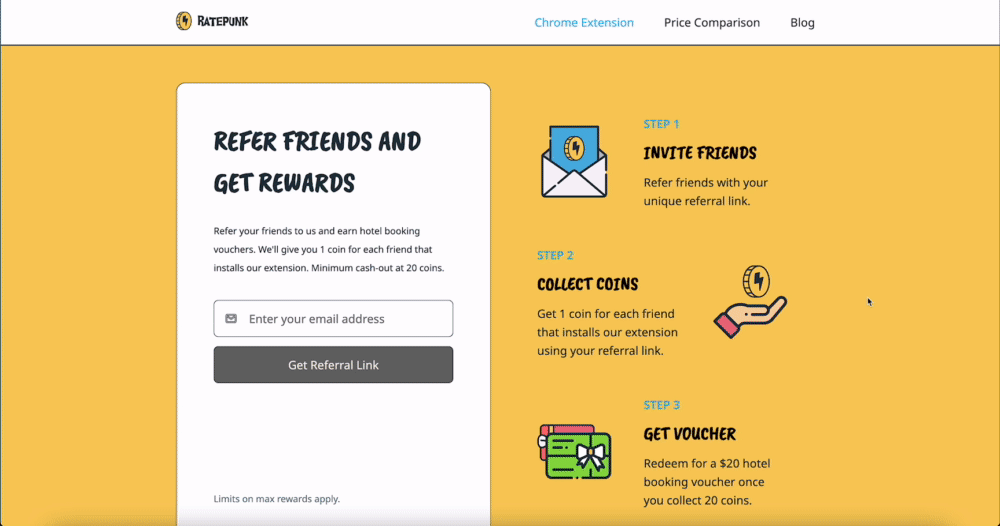 RATEPUNK
Chrome Extension
Price Comparison
Blog
REFER FRIENDS AND
GET REWARDS
Refer your friends to us and earn hotel booking
vouchers. We'll give you 1 coin for each friend that
installs our extension. Minimum cash-out at 20 coins.
Enter your email address
Get Referral Link
Limits on max rewards apply.
STEP 1
INVITE FRIENDS
Refer friends with your
unique referral link.
STEP 2
COLLECT COINS
Get 1 coin for each friend
that installs our extension
using your referral link.
STEP 3
GET VOUCHER
Redeem for a $20 hotel
booking voucher once
you collect 20 coins.